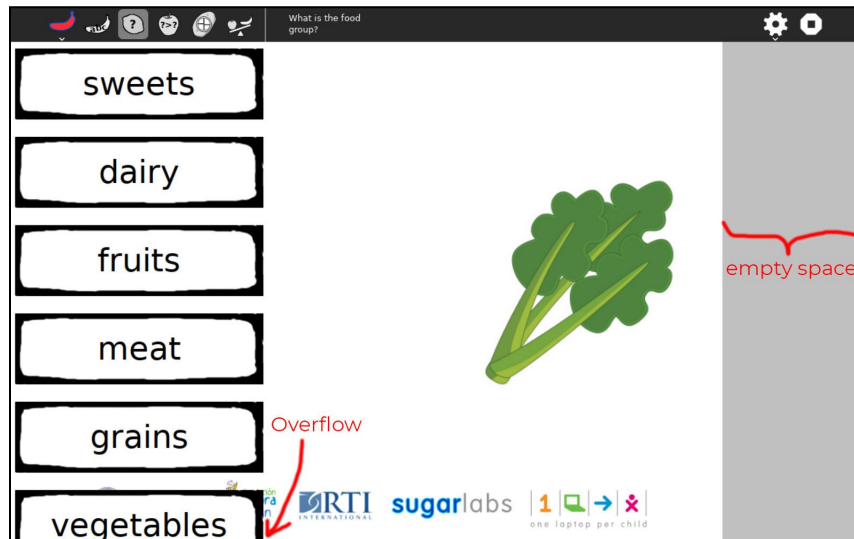 ? ?>?
What is the food
group?
sweets
dairy
fruits
meat
grains
vegetables
empty space
Overflow
RTI
INTERNATIONAL
sugarlabs
1
one laptop per child